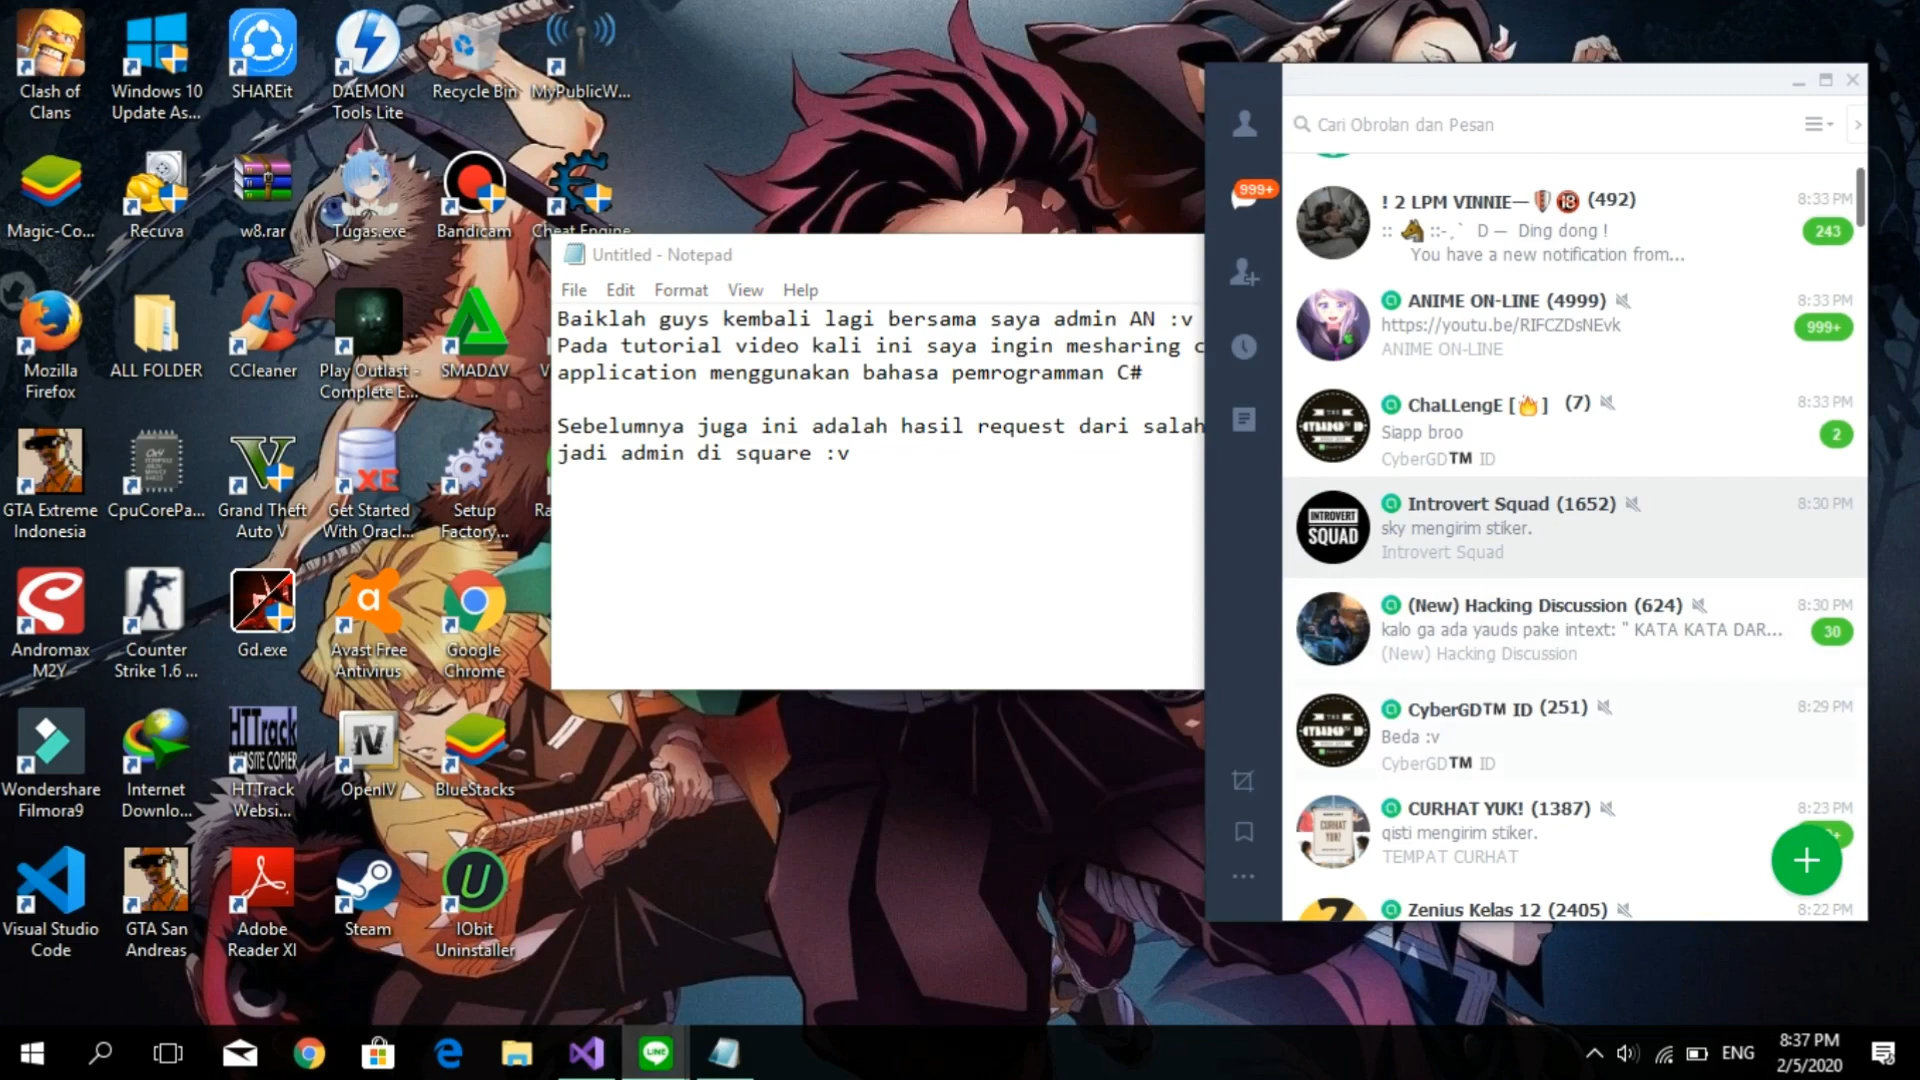 Clash of
Clans
Windows 10
Update As...
SHAREit
DAEMON
Tools Lite
Recycle Bin
MyPublicW...
Magic-Co...
Recuva
w8.rar
Tugas.exe
Bandicam
Cheat Engine
Mozilla
Firefox
ALL FOLDER
CCleaner
Play Outlast -
Complete E...
SMADΔV
GTA Extreme
Indonesia
CpuCorePa...
Grand Theft
Auto V
Get Started
With Oracl...
Setup
Factory...
Andromax
M2Y
Counter
Strike 1.6 ...
Gd.exe
Avast Free
Antivirus
Google
Chrome
Wondershare
Filmora9
Internet
Downlo...
HTTrack
Websi...
OpenIV
BlueStacks
Visual Studio
Code
GTA San
Andreas
Adobe
Reader XI
Steam
IObit
Uninstaller
Untitled - Notepad
File Edit Format View Help
Baiklah guys kembali lagi bersama saya admin AN :v
Pada tutorial video kali ini saya ingin mesharing c
application menggunakan bahasa pemrogramman C#
Sebelumnya juga ini adalah hasil request dari salah
jadi admin di square :v
999+
Cari Obrolan dan Pesan
! 2 LPM VINNIE— 🔞 (492) 8:33 PM
:: 🐴 ::-,` D — Ding dong !
243
You have a new notification from...
ANIME ON-LINE (4999) 8:33 PM
https://youtu.be/RIFCZDsNEvk 999+
ANIME ON-LINE
ChaLLengE [🔥] (7) 8:33 PM
Siapp broo 2
CyberGD™ ID
INTROVERT
SQUAD
Introvert Squad (1652) 8:30 PM
sky mengirim stiker.
Introvert Squad
(New) Hacking Discussion (624) 8:30 PM
kalo ga ada yauds pake intext: " KATA KATA DAR... 30
(New) Hacking Discussion
CyberGD™ ID (251) 8:29 PM
Beda :v
CyberGD™ ID
CURHAT
YUK!
CURHAT YUK! (1387) 8:23 PM
qisti mengirim stiker.
TEMPAT CURHAT
Zenius Kelas 12 (2405) 8:22 PM
LINE
ENG
8:37 PM
2/5/2020